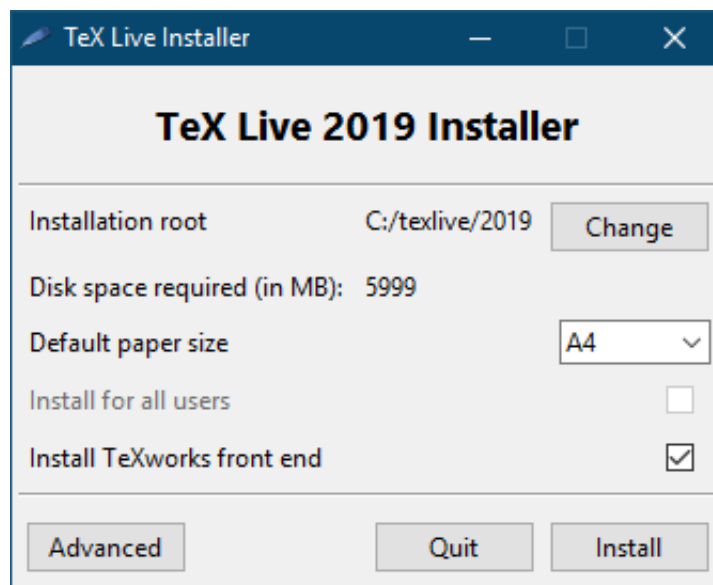 TeX Live Installer
TeX Live 2019 Installer
Installation root C:/texlive/2019 Change
Disk space required (in MB): 5999
Default paper size A4
Install for all users
Install TeXworks front end
Advanced Quit Install